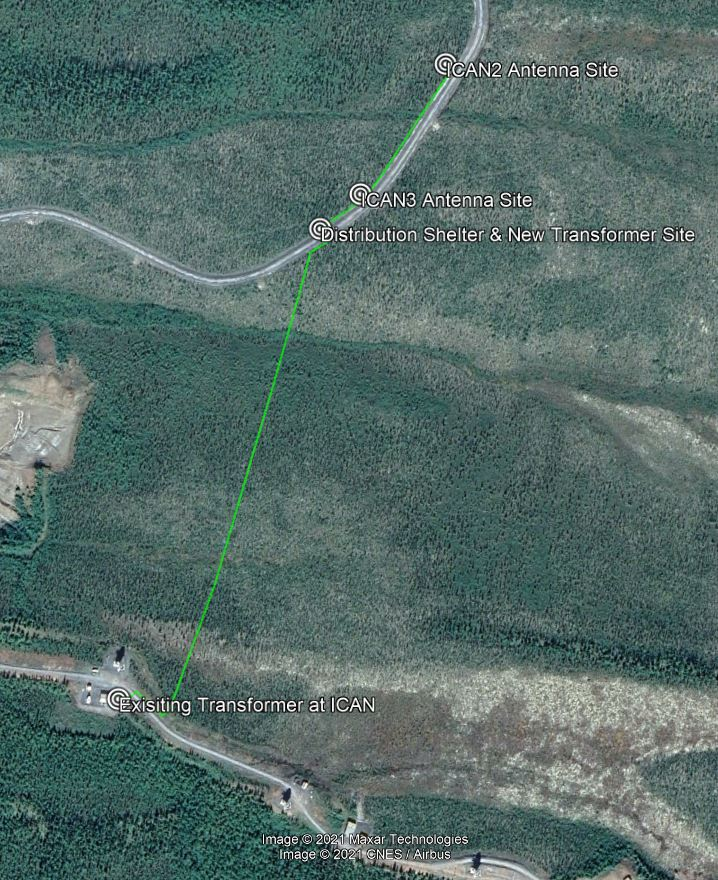 ICAN2 Antenna Site
ICAN3 Antenna Site
Distribution Shelter & New Transformer Site
Exisiting Transformer at ICAN
Image © 2021 Maxar Technologies
Image © 2021 CNES / Airbus